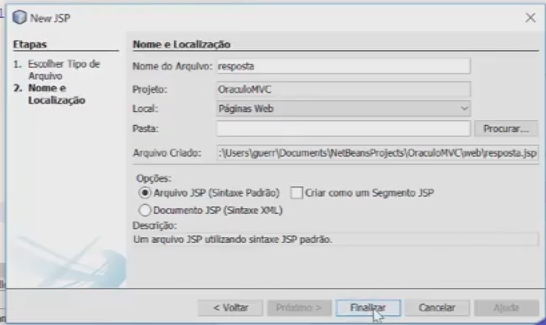 New JSP
Etapas
1. Escolher Tipo de
Arquivo
2. Nome e
Localização
Nome e Localização
Nome do Arquivo: resposta
Projeto: OraculoMVC
Local: Páginas Web
Pasta: Procurar...
Arquivo Criado: :\Users\guerr\Documents\NetBeansProjects\OraculoMVC\web\resposta.jsp
Opções:
Arquivo JSP (Sintaxe Padrão) Criar como um Segmento JSP
Documento JSP (Sintaxe XML)
Descrição:
Um arquivo JSP utilizando sintaxe JSP padrão.
< Voltar Próximo > Finalizar Cancelar Ajuda